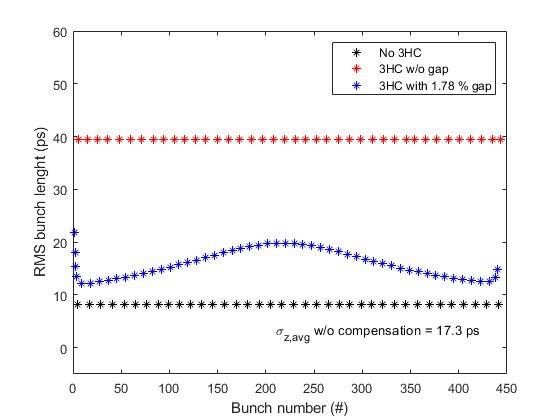 60
No 3HC
3HC w/o gap
3HC with 1.78 % gap
50
40
30
20
10
0
RMS bunch lenght (ps)
σz,avg w/o compensation = 17.3 ps
0 50 100 150 200 250 300 350 400 450
Bunch number (#)